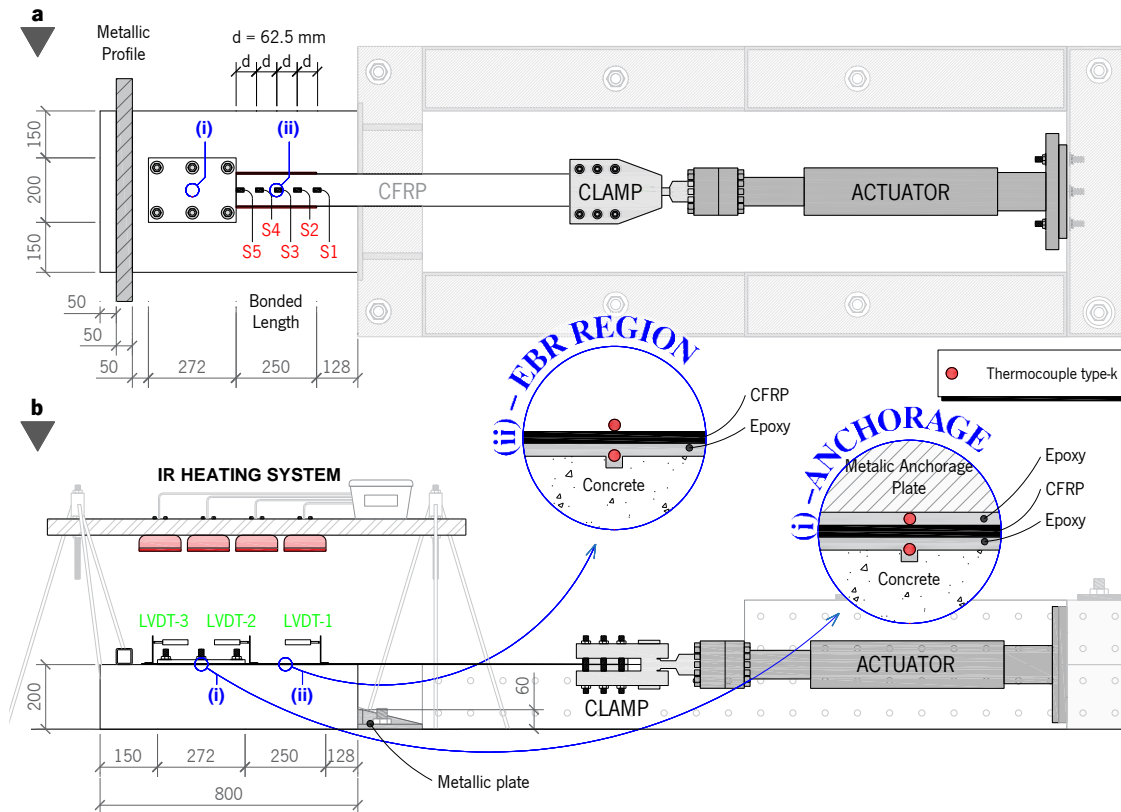 a
Metallic
Profile
d = 62.5 mm
d
d
d
d
(i)
(ii)
150
200
150
CFRP
CLAMP
ACTUATOR
S4
S2
S5
S3
S1
50
50
50
Bonded
Length
272
250
128
b
(ii) – EBR REGION
CFRP
Epoxy
Concrete
Thermocouple type-k
(i) – ANCHORAGE
Metalic Anchorage
Plate
Epoxy
CFRP
Epoxy
Concrete
IR HEATING SYSTEM
LVDT-3
LVDT-2
LVDT-1
(i)
(ii)
200
60
CLAMP
ACTUATOR
150
272
250
128
Metallic plate
800